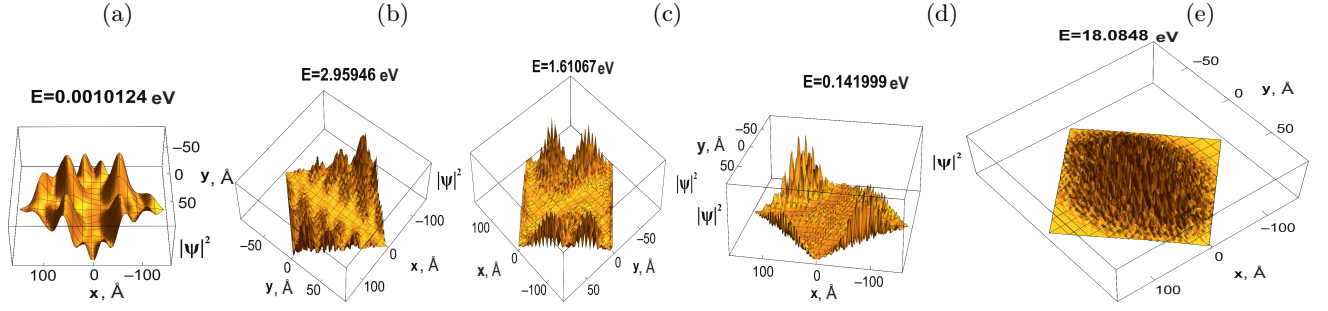 (a)
(b)
(c)
(d)
(e)
E=0.0010124 eV
−50
0
y, Å
50
|ψ|²
100
0
−100
x, Å
E=2.95946 eV
|ψ|²
−100
0
x, Å
100
−50
0
y, Å
50
E=1.61067 eV
|ψ|²
100
x, Å
0
−100
−50
0
y, Å
50
E=0.141999 eV
−50
y, Å
0
50
|ψ|²
100
0
−100
x, Å
E=18.0848 eV
−50
0
y, Å
50
|ψ|²
−100
0
x, Å
100